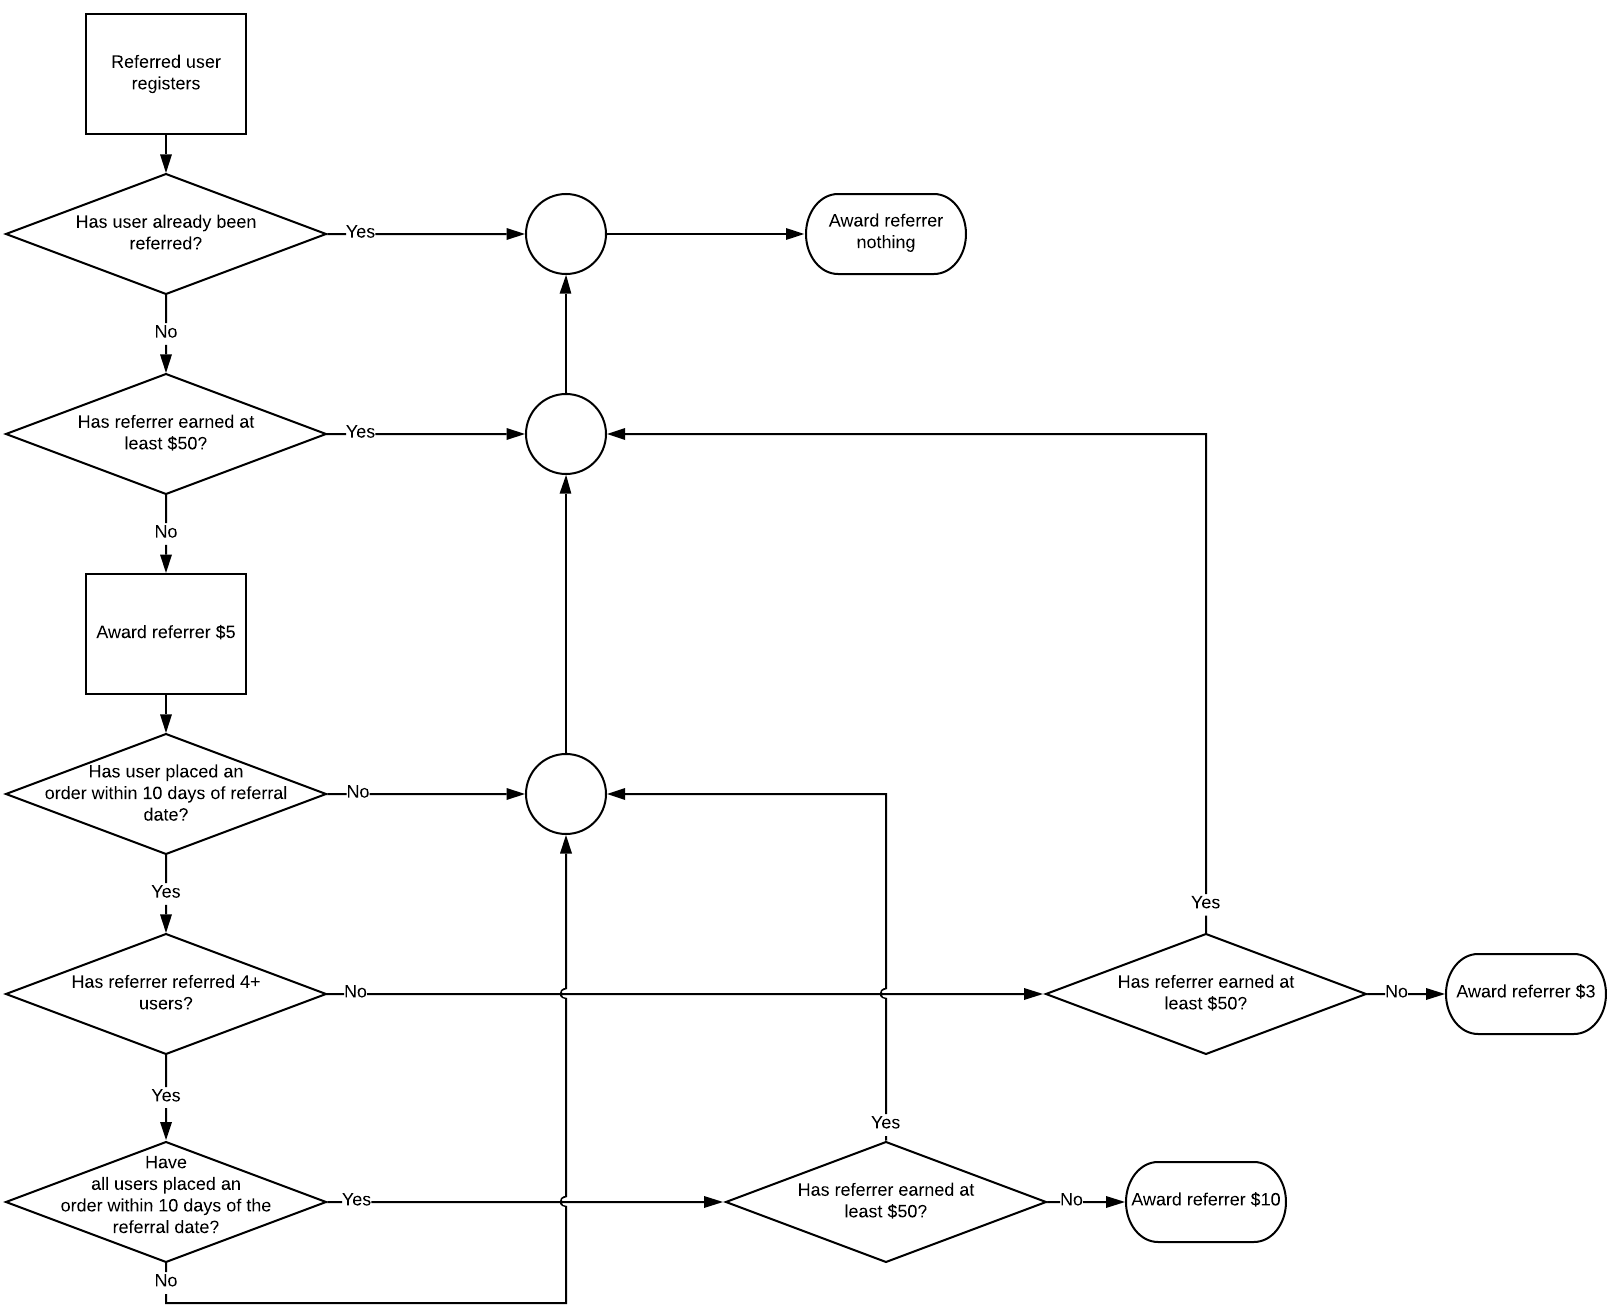 Referred user
registers
Has user already been
referred?
Yes
Award referrer
nothing
No
Has referrer earned at
least $50?
Yes
No
Award referrer $5
Has user placed an
order within 10 days of referral
date?
No
Yes
Has referrer referred 4+
users?
No
Yes
Has referrer earned at
least $50?
No
Award referrer $3
Yes
Have
all users placed an
order within 10 days of the
referral date?
Yes
Yes
Has referrer earned at
least $50?
No
Award referrer $10
No